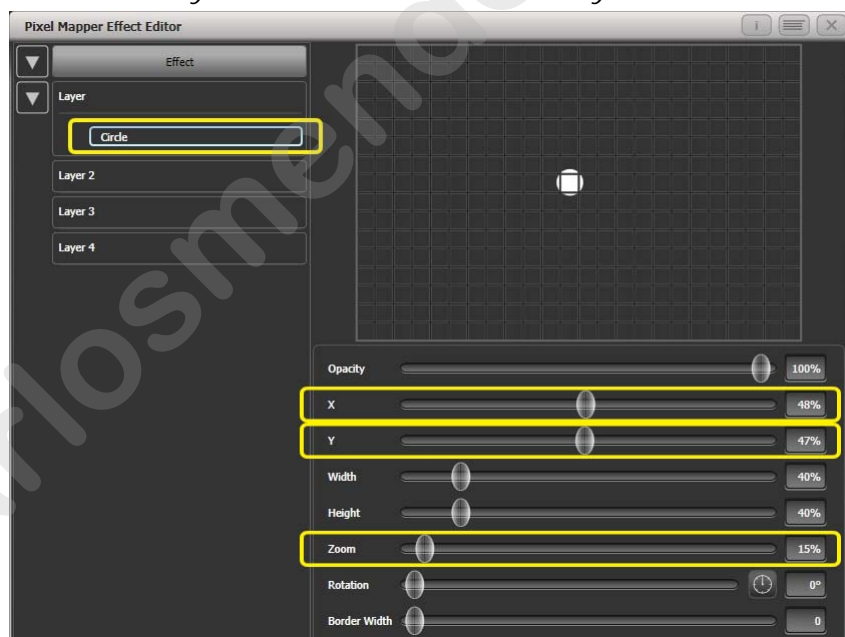 Pixel Mapper Effect Editor
Effect
Layer
Circle
Layer 2
Layer 3
Layer 4
Opacity 100%
X 48%
Y 47%
Width 40%
Height 40%
Zoom 15%
Rotation 0°
Border Width 0